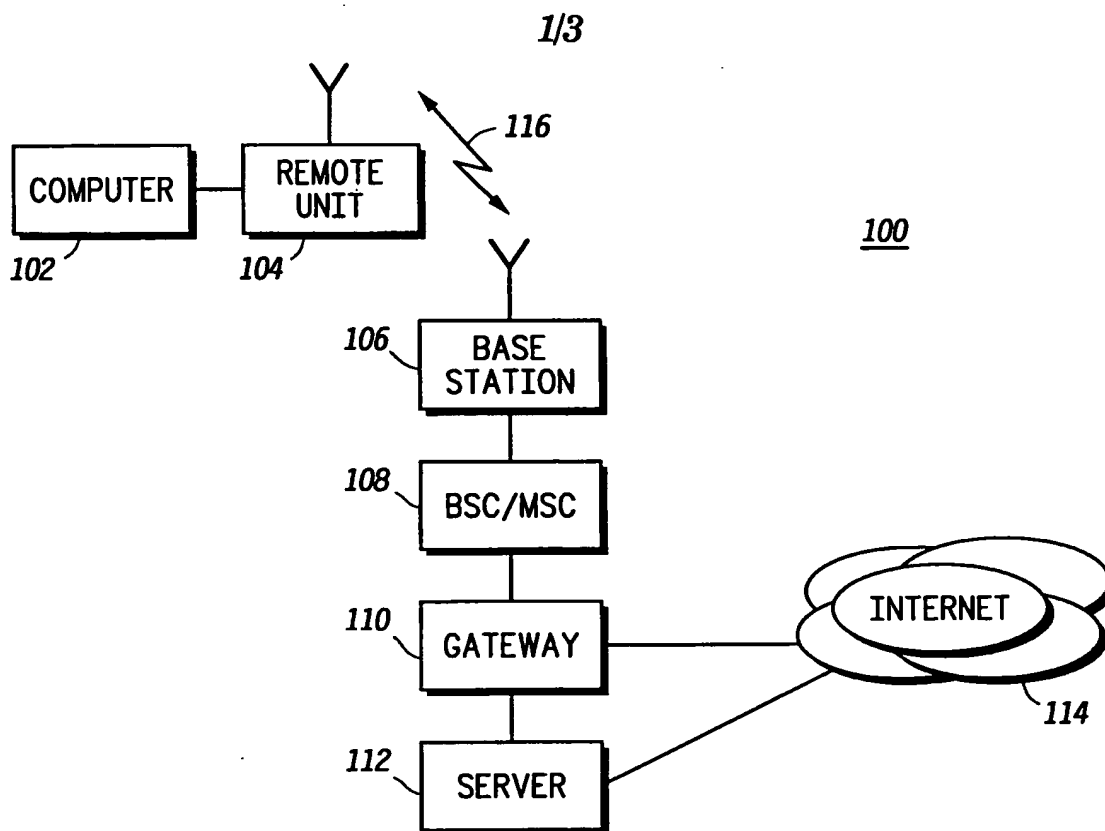 1/3
116
COMPUTER
REMOTE
UNIT
102
104
100
106
BASE
STATION
108
BSC/MSC
110
GATEWAY
INTERNET
114
112
SERVER